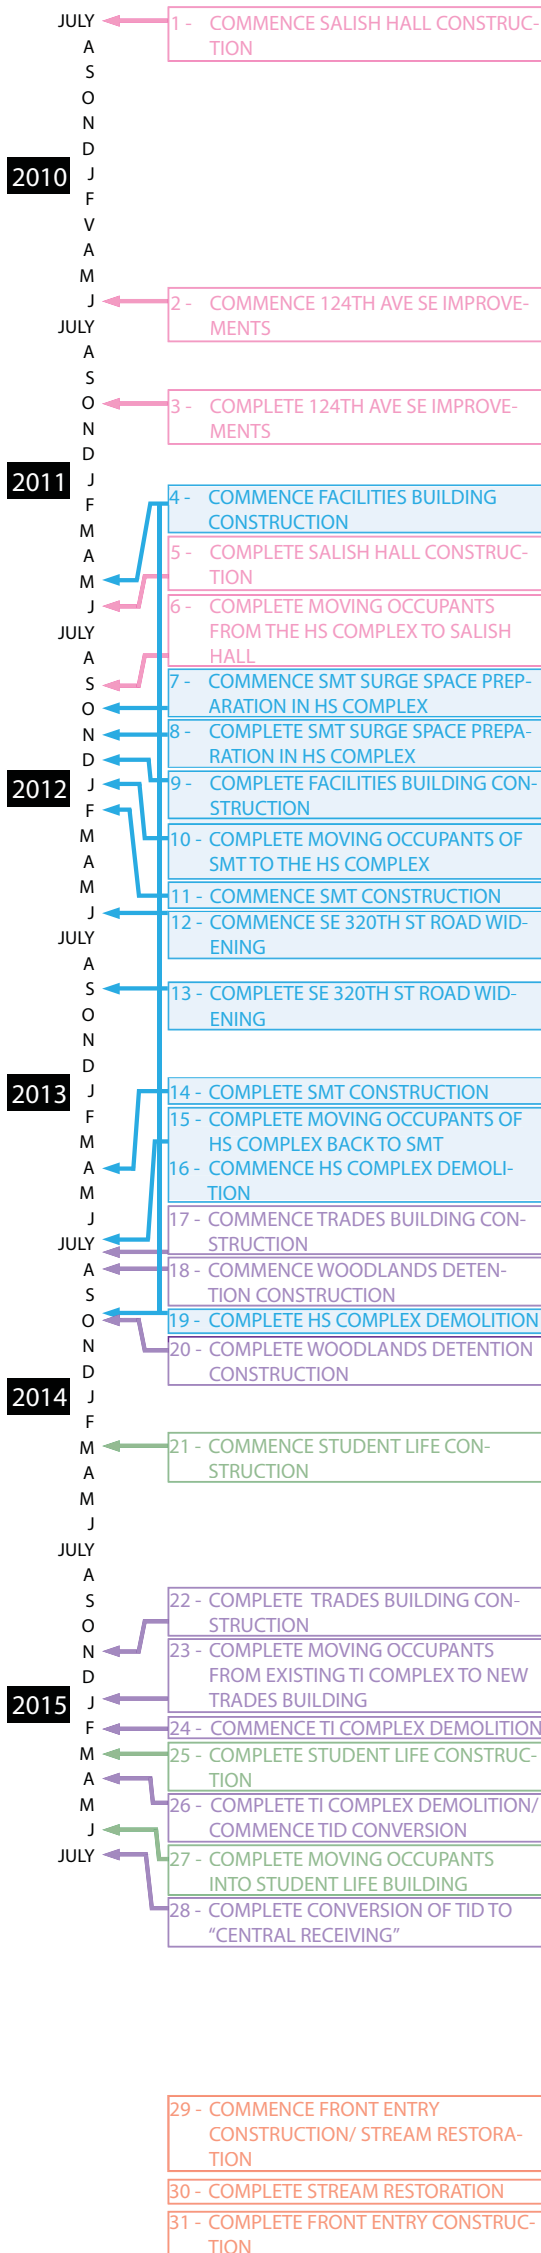 JULY
1 - COMMENCE SALISH HALL CONSTRUC-
TION
A
S
O
N
D
2010 J
F
V
A
M
J
2 - COMMENCE 124TH AVE SE IMPROVE-
MENTS
JULY
A
S
O
3 - COMPLETE 124TH AVE SE IMPROVE-
MENTS
N
D
2011 J
F
4 - COMMENCE FACILITIES BUILDING
CONSTRUCTION
M
A
5 - COMPLETE SALISH HALL CONSTRUC-
TION
M
J
6 - COMPLETE MOVING OCCUPANTS
FROM THE HS COMPLEX TO SALISH
HALL
JULY
A
S
7 - COMMENCE SMT SURGE SPACE PREP-
ARATION IN HS COMPLEX
O
N
8 - COMPLETE SMT SURGE SPACE PREPA-
RATION IN HS COMPLEX
D
2012 J
9 - COMPLETE FACILITIES BUILDING CON-
STRUCTION
F
M
10 - COMPLETE MOVING OCCUPANTS OF
SMT TO THE HS COMPLEX
A
M
11 - COMMENCE SMT CONSTRUCTION
J
12 - COMMENCE SE 320TH ST ROAD WID-
ENING
JULY
A
S
13 - COMPLETE SE 320TH ST ROAD WID-
ENING
O
N
D
2013 J
14 - COMPLETE SMT CONSTRUCTION
F
15 - COMPLETE MOVING OCCUPANTS OF
HS COMPLEX BACK TO SMT
M
A
16 - COMMENCE HS COMPLEX DEMOLI-
TION
M
J
17 - COMMENCE TRADES BUILDING CON-
STRUCTION
JULY
A
18 - COMMENCE WOODLANDS DETEN-
TION CONSTRUCTION
S
O
19 - COMPLETE HS COMPLEX DEMOLITION
N
20 - COMPLETE WOODLANDS DETENTION
CONSTRUCTION
D
2014 J
F
M
21 - COMMENCE STUDENT LIFE CON-
STRUCTION
A
M
J
JULY
A
S
22 - COMPLETE TRADES BUILDING CON-
STRUCTION
O
N
23 - COMPLETE MOVING OCCUPANTS
FROM EXISTING TI COMPLEX TO NEW
TRADES BUILDING
D
2015 J
F
24 - COMMENCE TI COMPLEX DEMOLITION
M
25 - COMPLETE STUDENT LIFE CONSTRUC-
TION
A
M
26 - COMPLETE TI COMPLEX DEMOLITION/
COMMENCE TID CONVERSION
J
JULY
27 - COMPLETE MOVING OCCUPANTS
INTO STUDENT LIFE BUILDING
28 - COMPLETE CONVERSION OF TID TO
“CENTRAL RECEIVING”
29 - COMMENCE FRONT ENTRY
CONSTRUCTION/ STREAM RESTORA-
TION
30 - COMPLETE STREAM RESTORATION
31 - COMPLETE FRONT ENTRY CONSTRUC-
TION